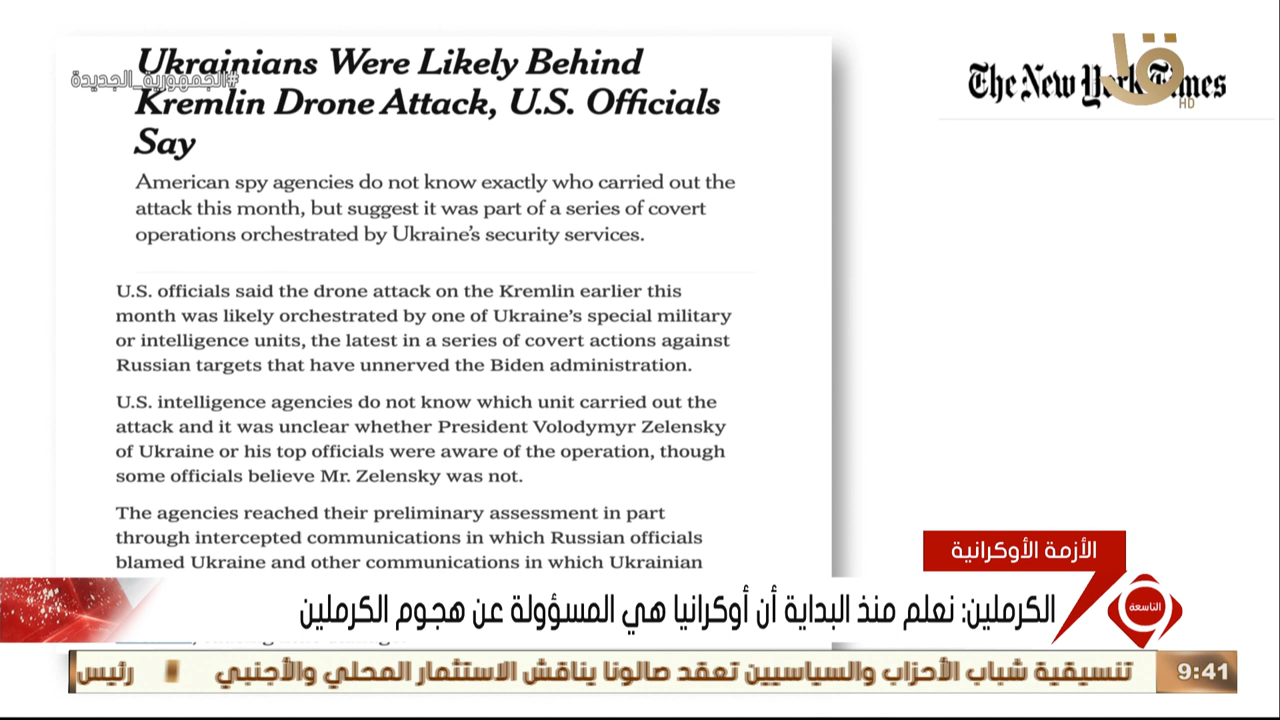 Ukrainians Were Likely Behind
#الجمهورية_الجديدة
Kremlin Drone Attack, U.S. Officials
Say
The New York Times
HD
American spy agencies do not know exactly who carried out the
attack this month, but suggest it was part of a series of covert
operations orchestrated by Ukraine's security services.
U.S. officials said the drone attack on the Kremlin earlier this
month was likely orchestrated by one of Ukraine's special military
or intelligence units, the latest in a series of covert actions against
Russian targets that have unnerved the Biden administration.
U.S. intelligence agencies do not know which unit carried out the
attack and it was unclear whether President Volodymyr Zelensky
of Ukraine or his top officials were aware of the operation, though
some officials believe Mr. Zelensky was not.
The agencies reached their preliminary assessment in part
through intercepted communications in which Russian officials
blamed Ukraine and other communications in which Ukrainian
الأزمة الأوكرانية
الكرملين: نعلم منذ البداية أن أوكرانيا هي المسؤولة عن هجوم الكرملين
التاسعة
9:41
تنسيقية شباب الأحزاب والسياسيين تعقد صالونا يناقش الاستثمار المحلي والأجنبي
رئيس